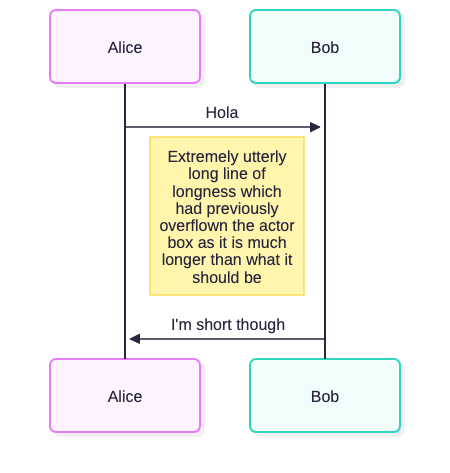 Alice
Bob
Hola
Extremely utterly
long line of
longness which
had previously
overflown the actor
box as it is much
longer than what it
should be
I'm short though
Alice
Bob